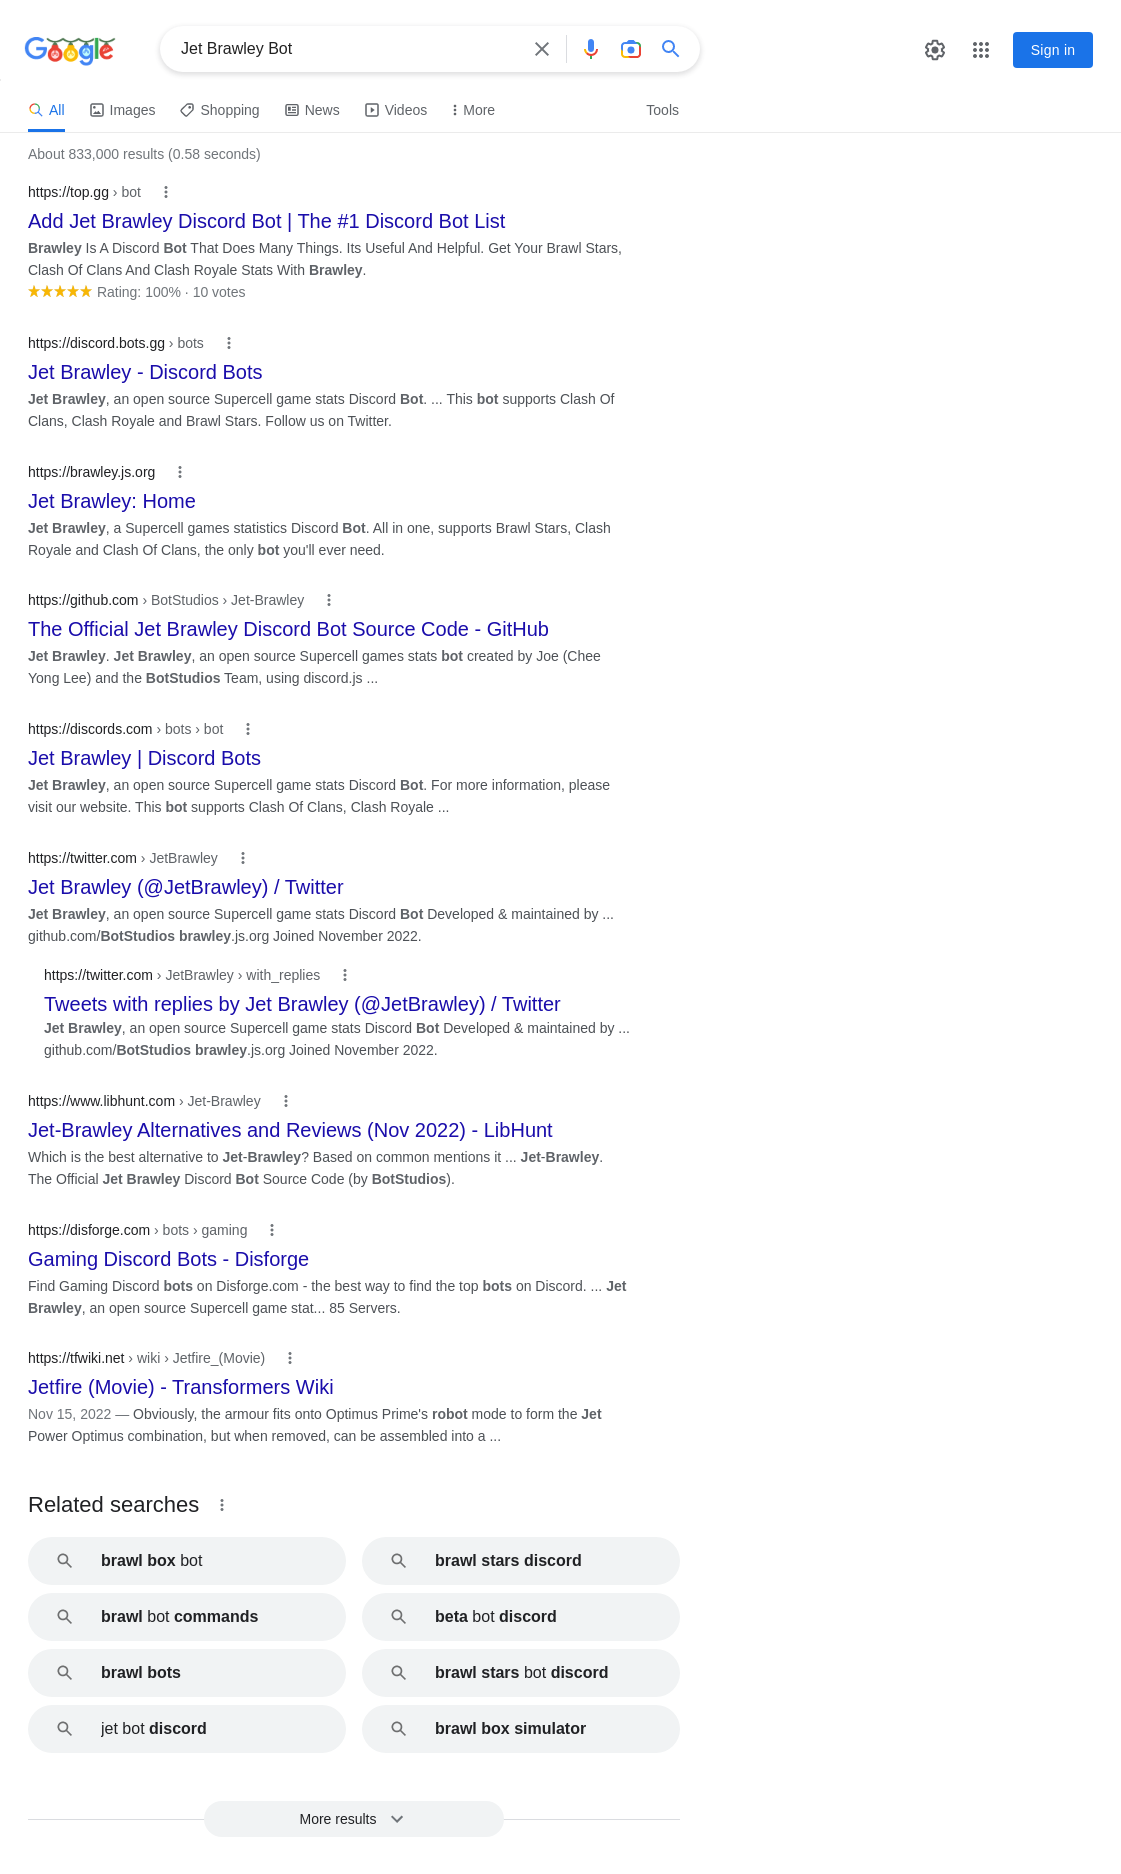 Google
Jet Brawley Bot
Sign in
All
Images
Shopping
News
Videos
More
Tools
About 833,000 results (0.58 seconds)
https://top.gg › bot
Add Jet Brawley Discord Bot | The #1 Discord Bot List
Brawley Is A Discord Bot That Does Many Things. Its Useful And Helpful. Get Your Brawl Stars,
Clash Of Clans And Clash Royale Stats With Brawley.
Rating: 100% · 10 votes
https://discord.bots.gg › bots
Jet Brawley - Discord Bots
Jet Brawley, an open source Supercell game stats Discord Bot. ... This bot supports Clash Of
Clans, Clash Royale and Brawl Stars. Follow us on Twitter.
https://brawley.js.org
Jet Brawley: Home
Jet Brawley, a Supercell games statistics Discord Bot. All in one, supports Brawl Stars, Clash
Royale and Clash Of Clans, the only bot you'll ever need.
https://github.com › BotStudios › Jet-Brawley
The Official Jet Brawley Discord Bot Source Code - GitHub
Jet Brawley. Jet Brawley, an open source Supercell games stats bot created by Joe (Chee
Yong Lee) and the BotStudios Team, using discord.js ...
https://discords.com › bots › bot
Jet Brawley | Discord Bots
Jet Brawley, an open source Supercell game stats Discord Bot. For more information, please
visit our website. This bot supports Clash Of Clans, Clash Royale ...
https://twitter.com › JetBrawley
Jet Brawley (@JetBrawley) / Twitter
Jet Brawley, an open source Supercell game stats Discord Bot Developed & maintained by ...
github.com/BotStudios brawley.js.org Joined November 2022.
https://twitter.com › JetBrawley › with_replies
Tweets with replies by Jet Brawley (@JetBrawley) / Twitter
Jet Brawley, an open source Supercell game stats Discord Bot Developed & maintained by ...
github.com/BotStudios brawley.js.org Joined November 2022.
https://www.libhunt.com › Jet-Brawley
Jet-Brawley Alternatives and Reviews (Nov 2022) - LibHunt
Which is the best alternative to Jet-Brawley? Based on common mentions it ... Jet-Brawley.
The Official Jet Brawley Discord Bot Source Code (by BotStudios).
https://disforge.com › bots › gaming
Gaming Discord Bots - Disforge
Find Gaming Discord bots on Disforge.com - the best way to find the top bots on Discord. ... Jet
Brawley, an open source Supercell game stat... 85 Servers.
https://tfwiki.net › wiki › Jetfire_(Movie)
Jetfire (Movie) - Transformers Wiki
Nov 15, 2022 — Obviously, the armour fits onto Optimus Prime's robot mode to form the Jet
Power Optimus combination, but when removed, can be assembled into a ...
Related searches
brawl box bot
brawl stars discord
brawl bot commands
beta bot discord
brawl bots
brawl stars bot discord
jet bot discord
brawl box simulator
More results